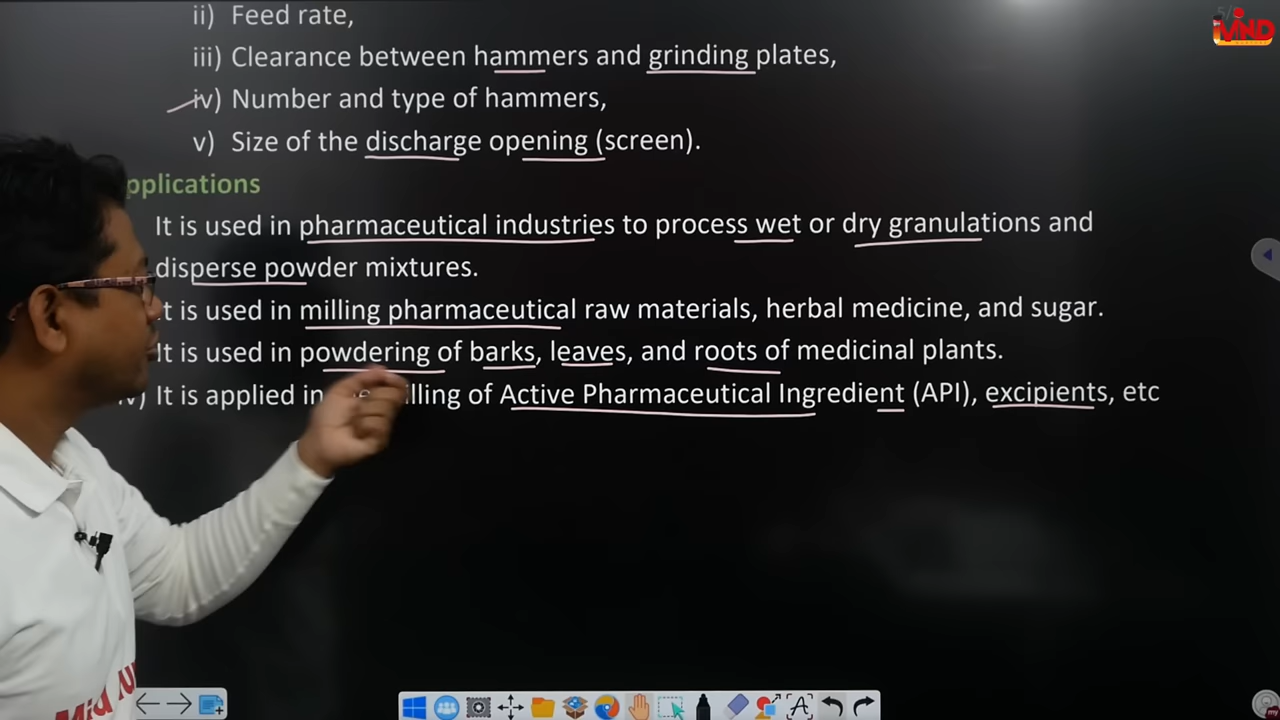 ii) Feed rate,
iii) Clearance between hammers and grinding plates,
iv) Number and type of hammers,
v) Size of the discharge opening (screen).
pplications
It is used in pharmaceutical industries to process wet or dry granulations and
disperse powder mixtures.
t is used in milling pharmaceutical raw materials, herbal medicine, and sugar.
It is used in powdering of barks, leaves, and roots of medicinal plants.
iv) It is applied in illing of Active Pharmaceutical Ingredient (API), excipients, etc